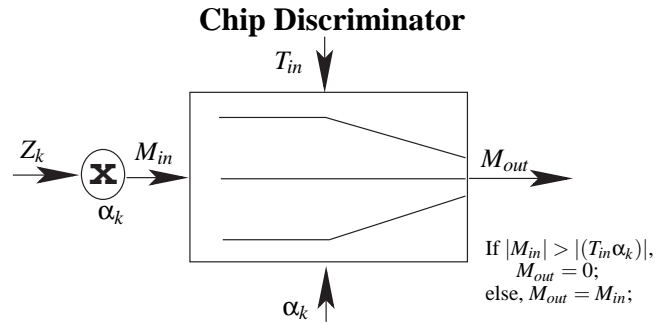 Chip Discriminator
T_in
Z_k
X
M_in
M_out
α_k
α_k
If |M_in| > |(T_in α_k)|,
M_out = 0;
else, M_out = M_in;